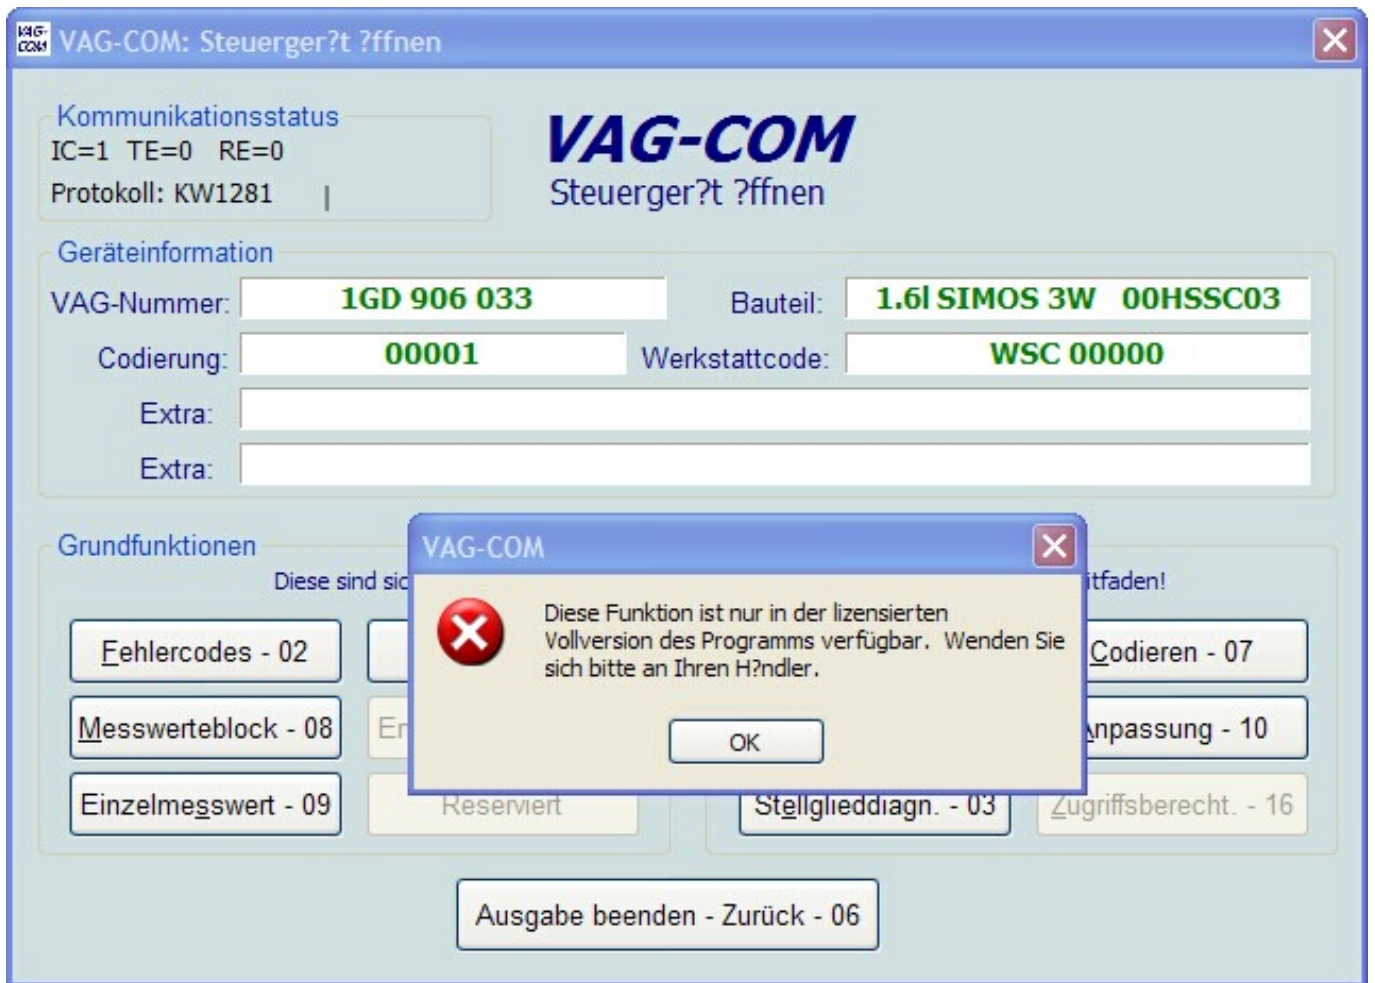 VAG-COM
VAG-COM: Steuerger?t ?ffnen
Kommunikationsstatus
IC=1 TE=0 RE=0
Protokoll: KW1281 |
VAG-COM
Steuerger?t ?ffnen
Geräteinformation
VAG-Nummer: 1GD 906 033 Bauteil: 1.6l SIMOS 3W 00HSSC03
Codierung: 00001 Werkstattcode: WSC 00000
Extra:
Extra:
Grundfunktionen
Diese sind
VAG-COM
Diese Funktion ist nur in der lizensierten
Vollversion des Programms verfügbar. Wenden Sie
sich bitte an Ihren H?ndler.
OK
Fehlercodes - 02 Codieren - 07
Messwerteblock - 08 Anpassung - 10
Einzelmesswert - 09 Reserviert Stellglieddiagn. - 03 Zugriffsberecht. - 16
Ausgabe beenden - Zurück - 06